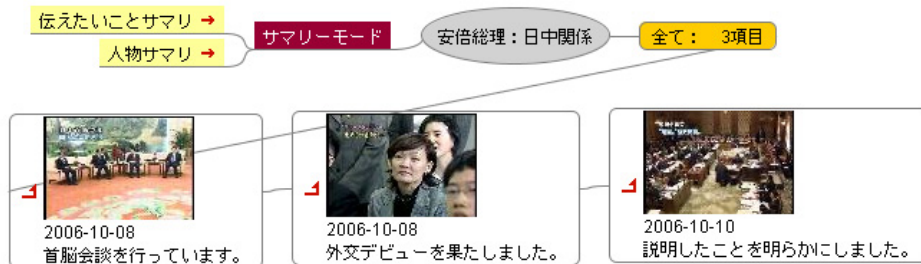 伝えたいことサマリ ➔
人物サマリ ➔
サマリーモード
安倍総理：日中関係
全て：　3項目
2006-10-08
首脳会談を行っています。
2006-10-08
外交デビューを果たしました。
2006-10-10
説明したことを明らかにしました。